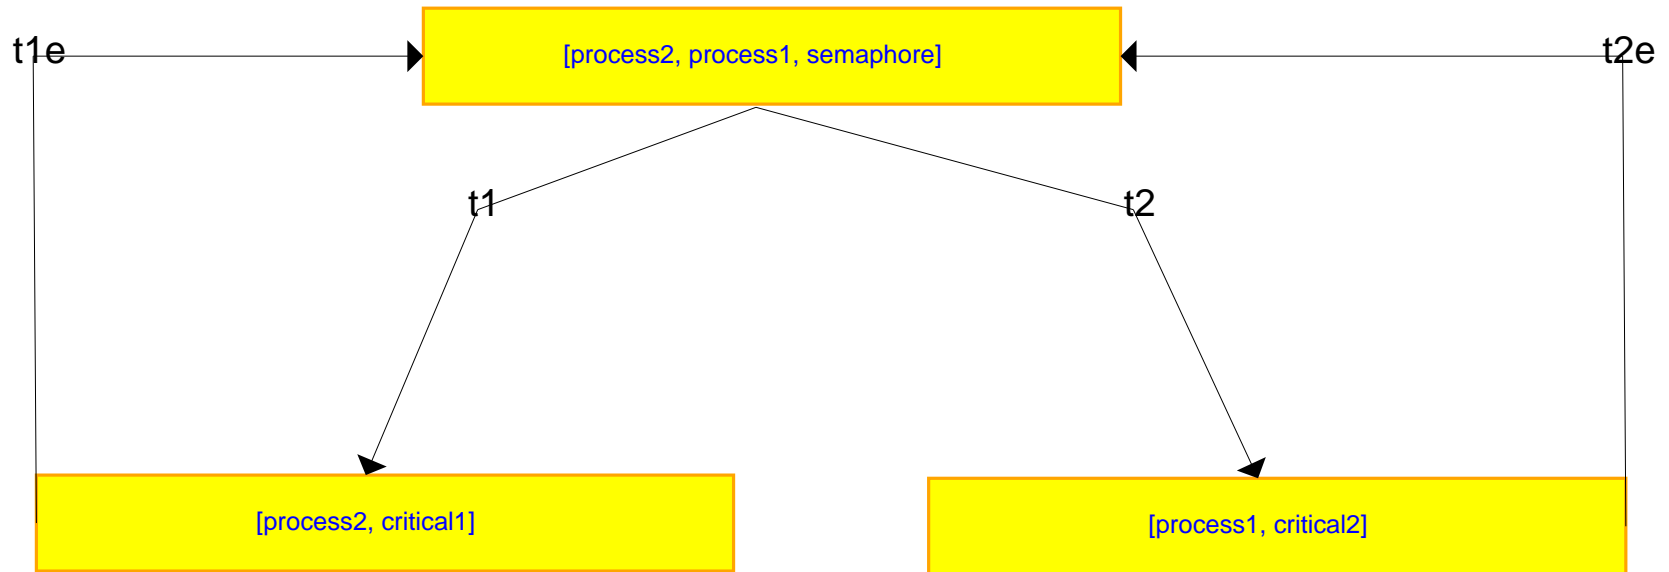 t1e
[process2, process1, semaphore]
t2e
t1
t2
[process2, critical1]
[process1, critical2]